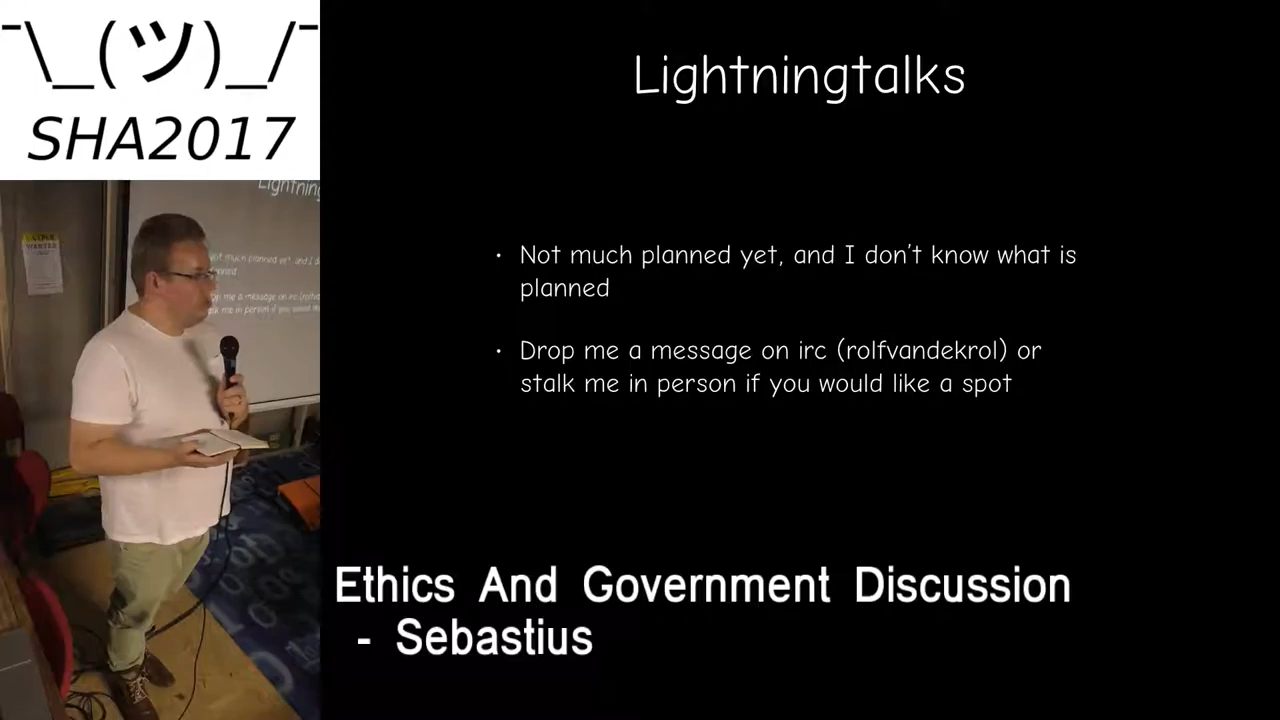 ¯\_(ツ)_/¯
SHA2017
Lightningtalks
• Not much planned yet, and I don't know what is
planned
• Drop me a message on irc (rolfvandekrol) or
stalk me in person if you would like a spot
Ethics And Government Discussion
- Sebastius